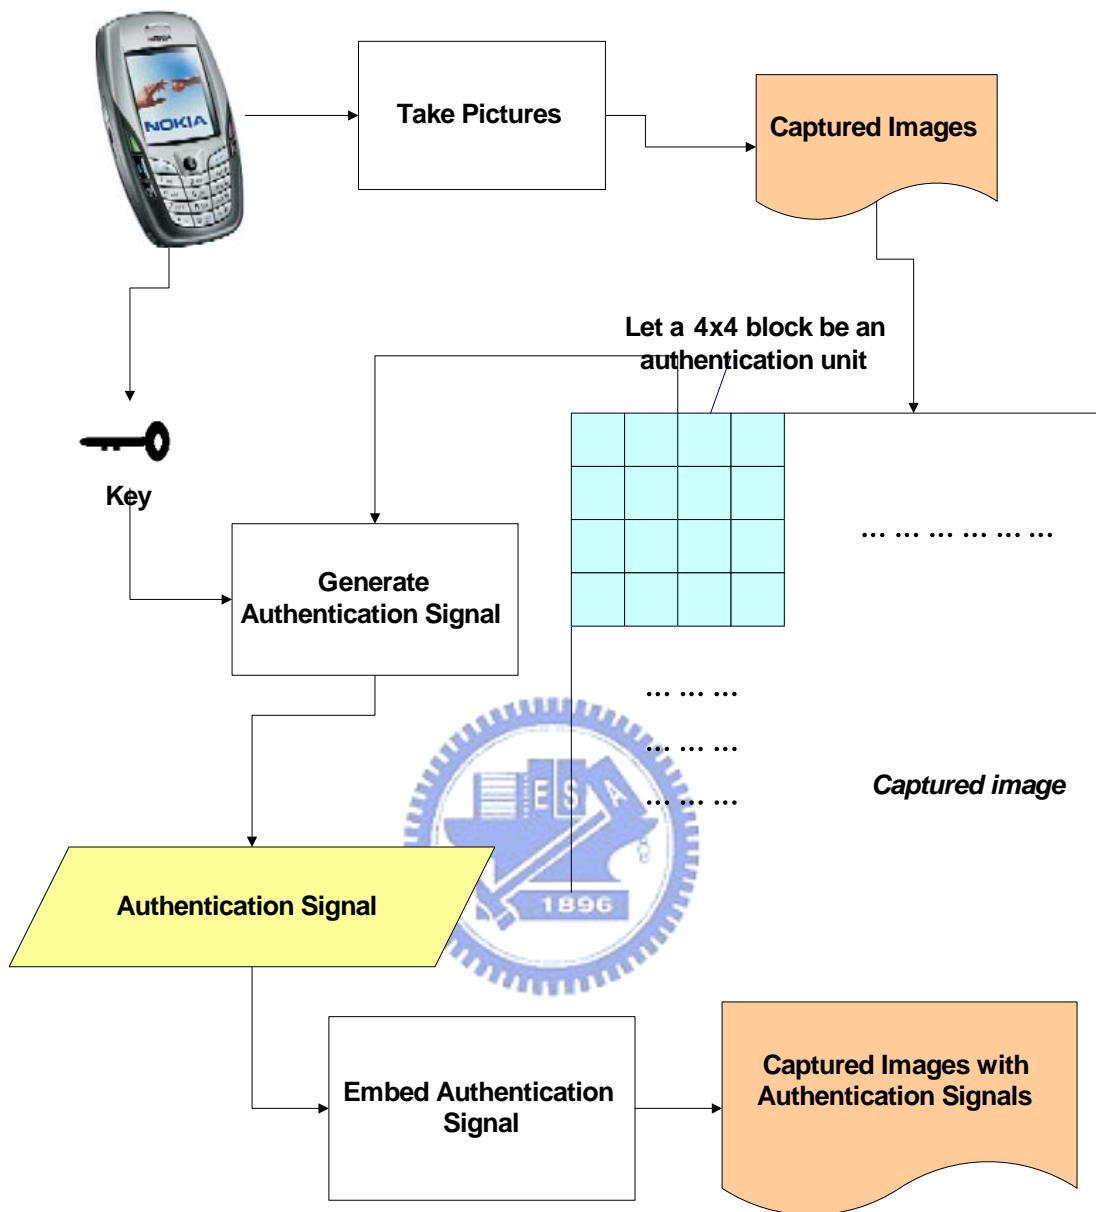 NOKIA
Take Pictures
Captured Images
Let a 4x4 block be an
authentication unit
Key
... ... ... ... ... ...
Generate
Authentication Signal
... ... ...
... ... ...
... ... ...
Captured image
E S A
1896
Authentication Signal
Embed Authentication
Signal
Captured Images with
Authentication Signals